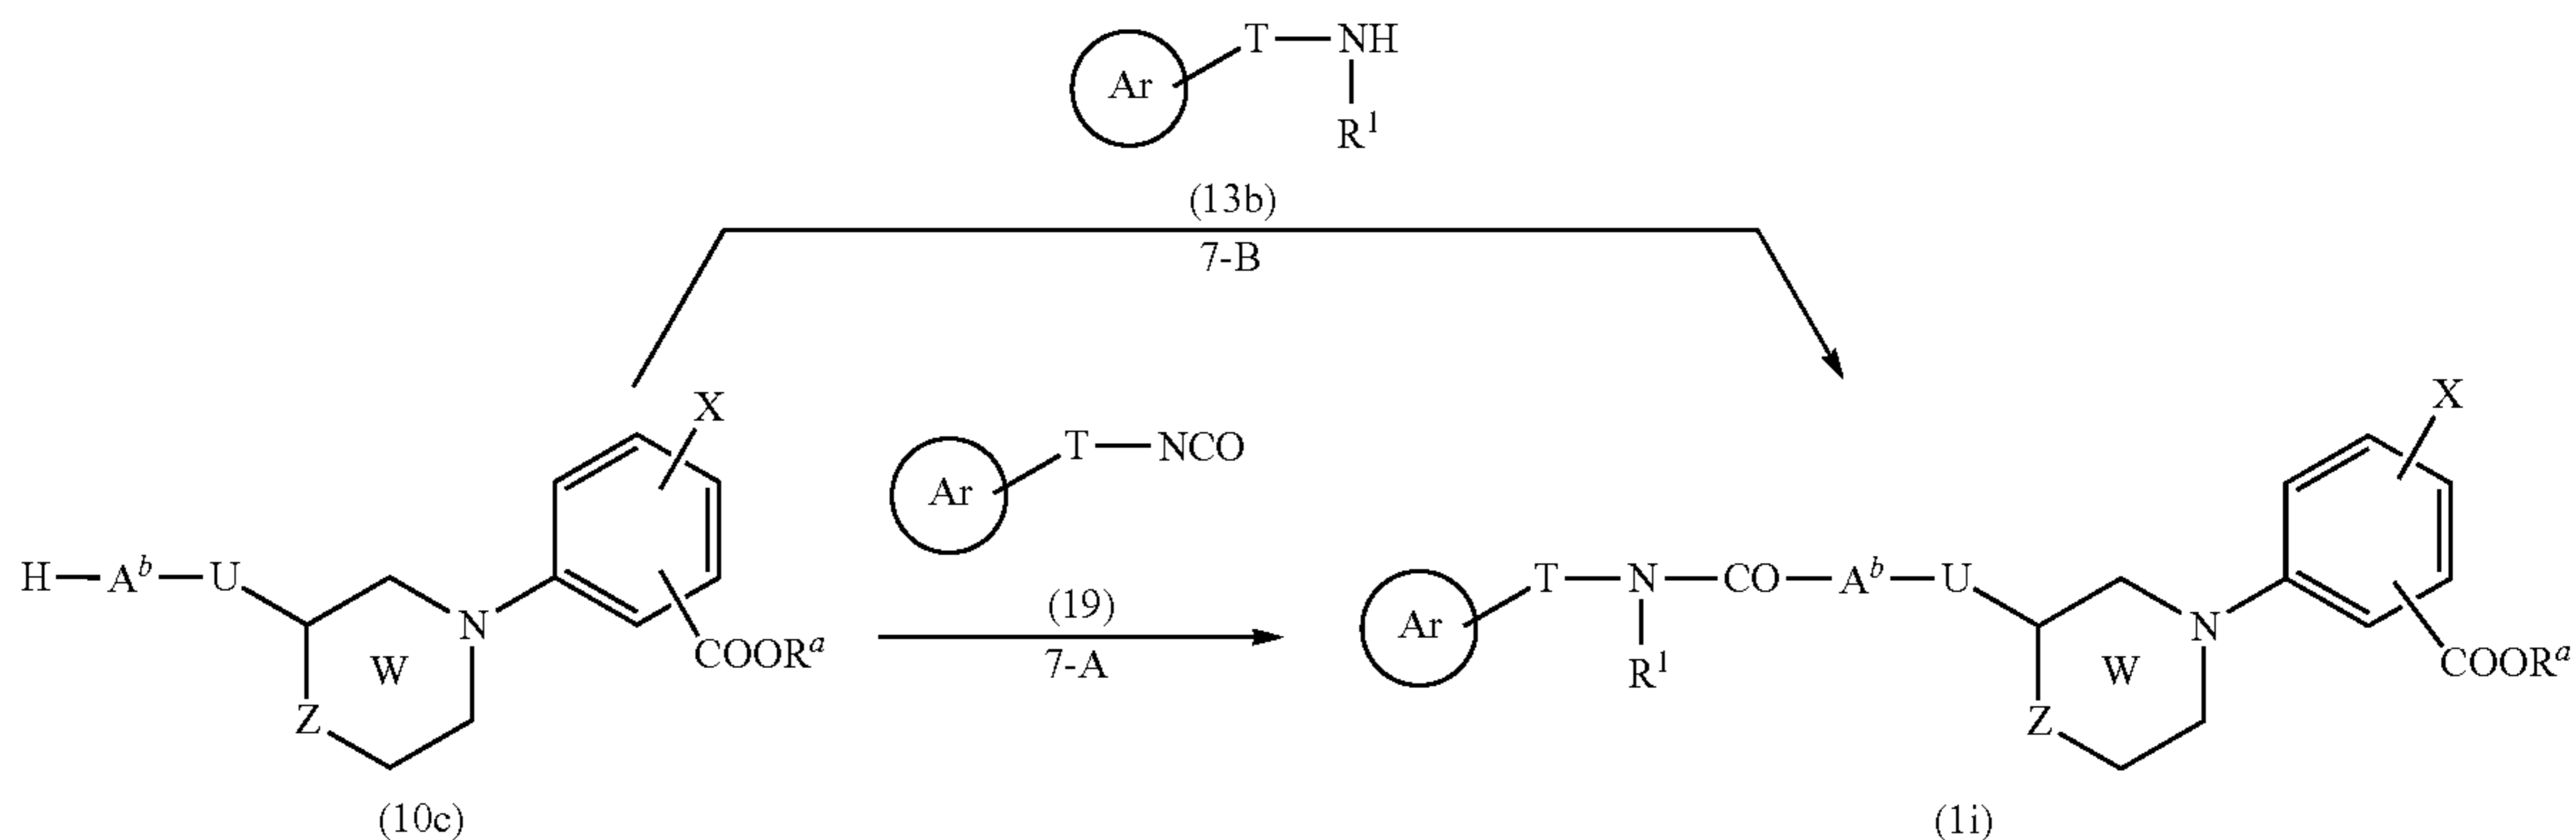 T—NH
Ar
R¹
(13b)
7-B
X
T—NCO
Ar
H—Aᵇ—U
N
W
Z
COORᵃ
(10c)
(19)
7-A
X
Ar
T—N—CO—Aᵇ—U
R¹
N
W
Z
COORᵃ
(1i)